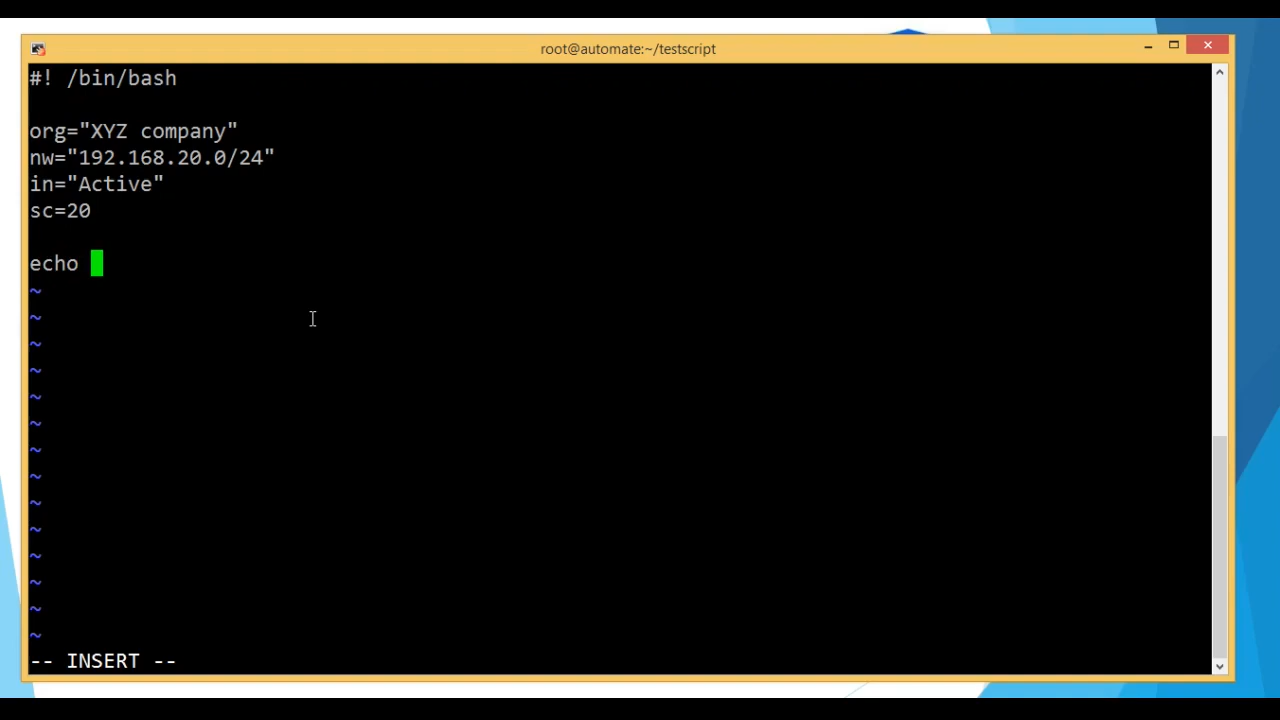 root@automate:~/testscript
#! /bin/bash
org="XYZ company"
nw="192.168.20.0/24"
in="Active"
sc=20
echo
~
~
~
~
~
~
~
~
~
~
~
~
~
~
-- INSERT --